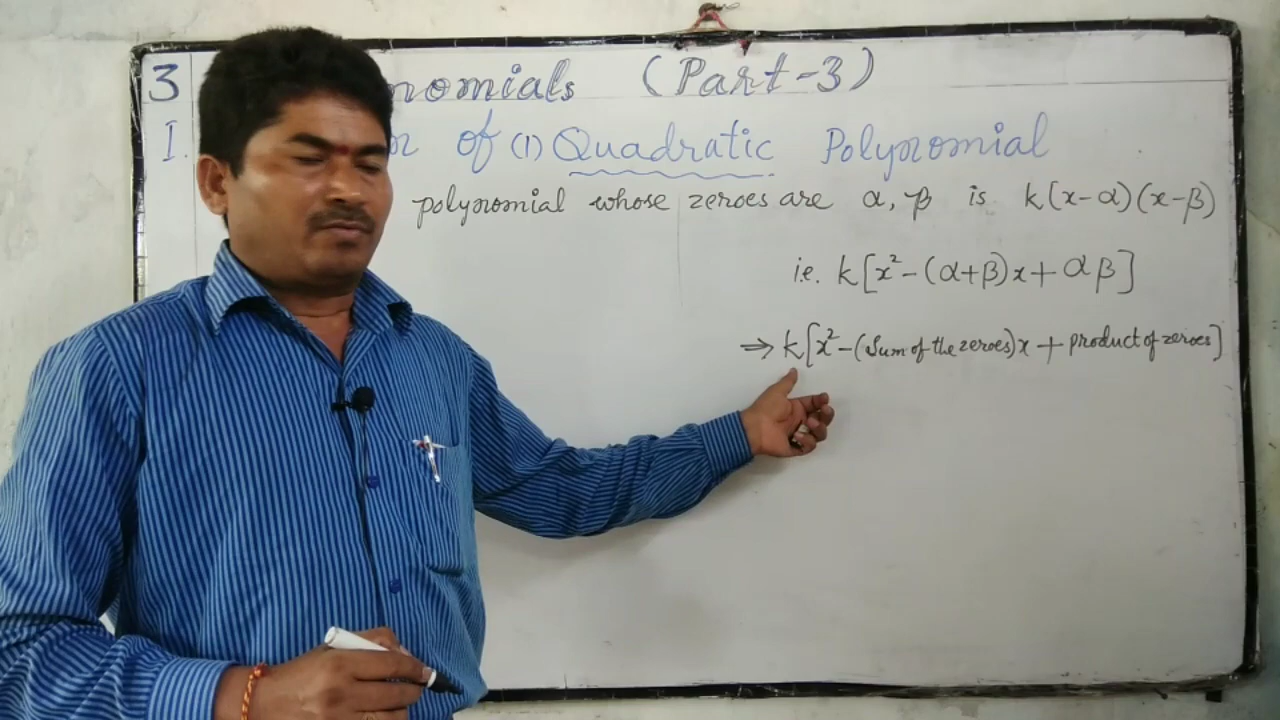 3 nomials (Part-3)
I. of (1) Quadratic Polynomial
polynomial whose zeroes are α, β is k(x-α)(x-β)
i.e. k[x²-(α+β)x+αβ]
⇒ k[x²-(Sum of the zeroes)x + product of zeroes]